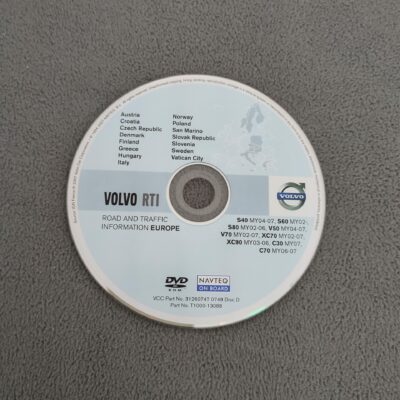 Austria
Croatia
Czech Republic
Denmark
Finland
Greece
Hungary
Italy
Norway
Poland
San Marino
Slovak Republic
Slovenia
Sweden
Vatican City
VOLVO RTI
ROAD AND TRAFFIC
INFORMATION EUROPE
VOLVO
S40 MY04-07, S60 MY02-
S80 MY02-06, V50 MY04-07,
V70 MY02-07, XC70 MY02-07,
XC90 MY03-06, C30 MY07,
C70 MY06-07
DVD
ROM
NAVTEQ
ON BOARD
VCC Part No. 31260747 0749 Disc D
Part No. T1000-13088